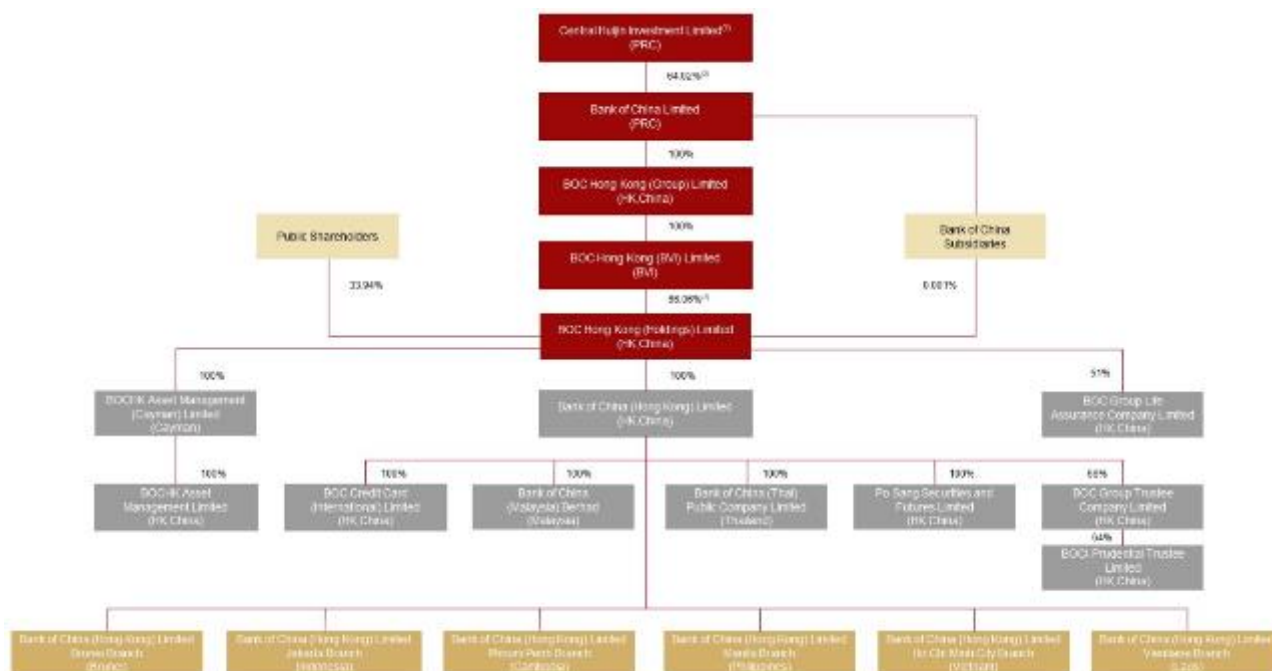 Central Huijin Investment Limited(1)
(PRC)
64.02%(2)
Bank of China Limited
(PRC)
100%
BOC Hong Kong (Group) Limited
(HK,China)
100%
Public Shareholders
Bank of China
Subsidiaries
BOC Hong Kong (BVI) Limited
(BVI)
33.94%
66.06%
0.001%
BOC Hong Kong (Holdings) Limited
(HK,China)
100%
100%
51%
BOCHK Asset Management
(Cayman) Limited
(Cayman)
Bank of China (Hong Kong) Limited
(HK,China)
BOC Group Life
Assurance Company Limited
(HK,China)
100%
100%
100%
100%
100%
66%
BOCHK Asset
Management Limited
(HK,China)
BOC Credit Card
(International) Limited
(HK,China)
Bank of China
(Malaysia) Berhad
(Malaysia)
Bank of China (Thai)
Public Company Limited
(Thailand)
Po Sang Securities and
Futures Limited
(HK,China)
BOC Group Trustee
Company Limited
(HK,China)
64%
BOCI-Prudential Trustee
Limited
(HK,China)
Bank of China (Hong Kong) Limited
Brunei Branch
(Brunei)
Bank of China (Hong Kong) Limited
Jakarta Branch
(Indonesia)
Bank of China (Hong Kong) Limited
Phnom Penh Branch
(Cambodia)
Bank of China (Hong Kong) Limited
Manila Branch
(Philippines)
Bank of China (Hong Kong) Limited
Ho Chi Minh City Branch
(Vietnam)
Bank of China (Hong Kong) Limited
Vientiane Branch
(Laos)